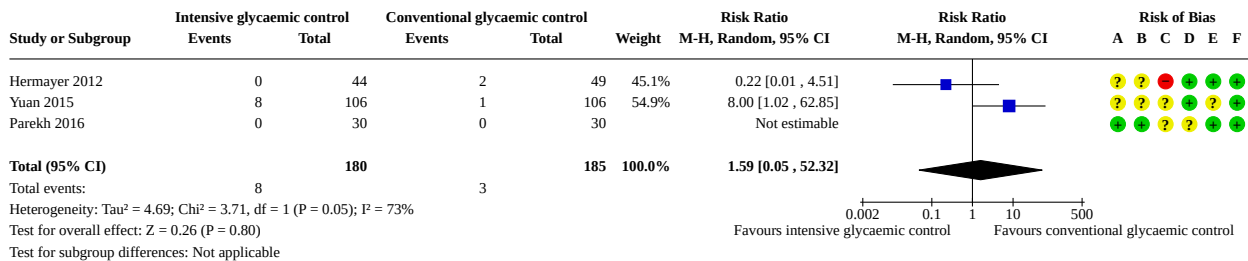 Intensive glycaemic control Conventional glycaemic control Risk Ratio Risk Ratio Risk of Bias
Study or Subgroup Events Total Events Total Weight M-H, Random, 95% CI M-H, Random, 95% CI A B C D E F
Hermayer 2012 0 44 2 49 45.1% 0.22 [0.01 , 4.51] ? ? − + + +
Yuan 2015 8 106 1 106 54.9% 8.00 [1.02 , 62.85] ? ? ? + ? +
Parekh 2016 0 30 0 30 Not estimable + + ? ? + +
Total (95% CI) 180 185 100.0% 1.59 [0.05 , 52.32]
Total events: 8 3
Heterogeneity: Tau² = 4.69; Chi² = 3.71, df = 1 (P = 0.05); I² = 73%
0.002 0.1 1 10 500
Test for overall effect: Z = 0.26 (P = 0.80) Favours intensive glycaemic control Favours conventional glycaemic control
Test for subgroup differences: Not applicable